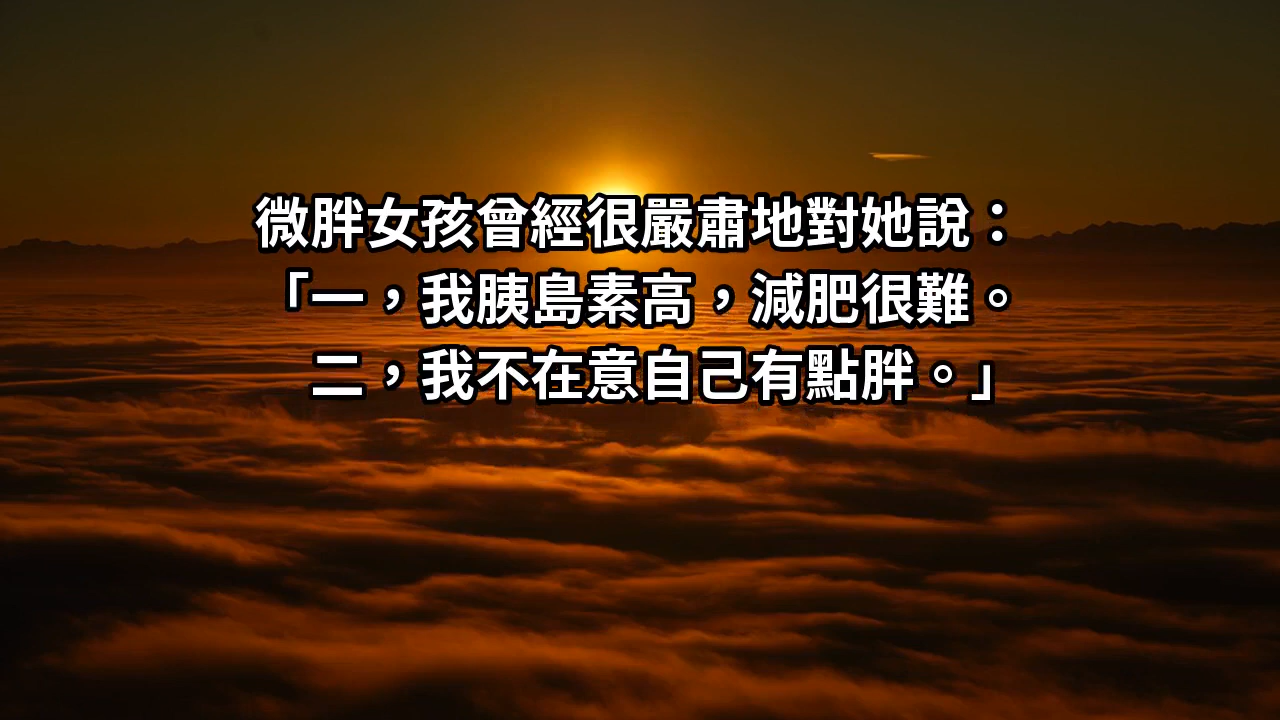 微胖女孩曾經很嚴肅地對她說：
「一，我胰島素高，減肥很難。
二，我不在意自己有點胖。」